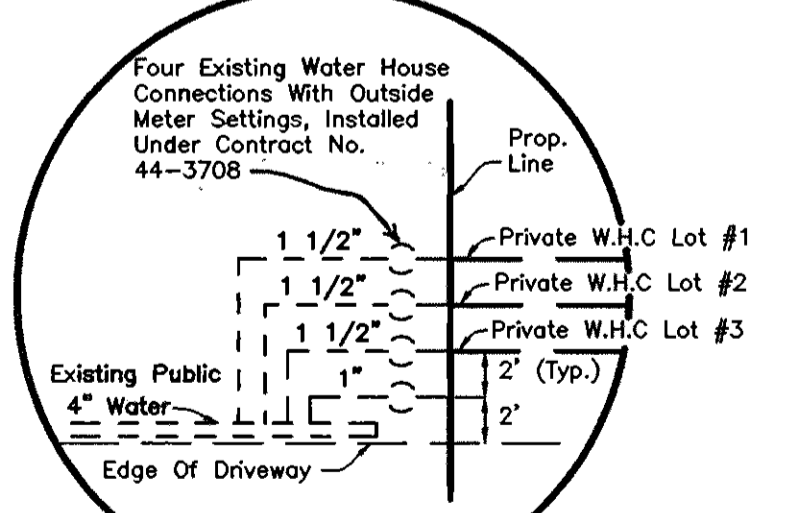 Four Existing Water House
Connections With Outside
Meter Settings, Installed
Under Contract No.
44-3708
Prop.
Line
1 1/2"
Private W.H.C Lot #1
1 1/2"
Private W.H.C Lot #2
1 1/2"
Private W.H.C Lot #3
Existing Public
4" Water
1"
2' (Typ.)
2'
Edge Of Driveway